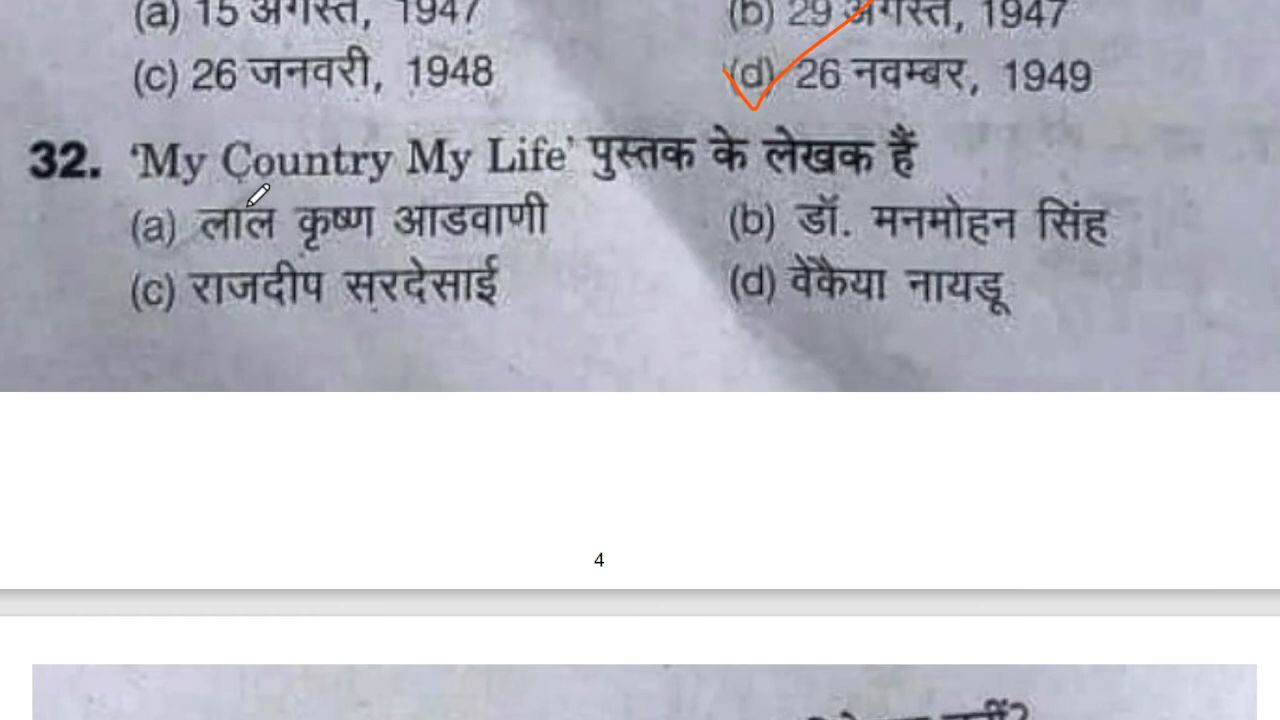 (a) 15 अगस्त, 1947 (b) 29 अगस्त, 1947
(c) 26 जनवरी, 1948 (d) 26 नवम्बर, 1949
32. 'My Country My Life' पुस्तक के लेखक हैं
(a) लाल कृष्ण आडवाणी (b) डॉ. मनमोहन सिंह
(c) राजदीप सरदेसाई (d) वेंकैया नायडू
4